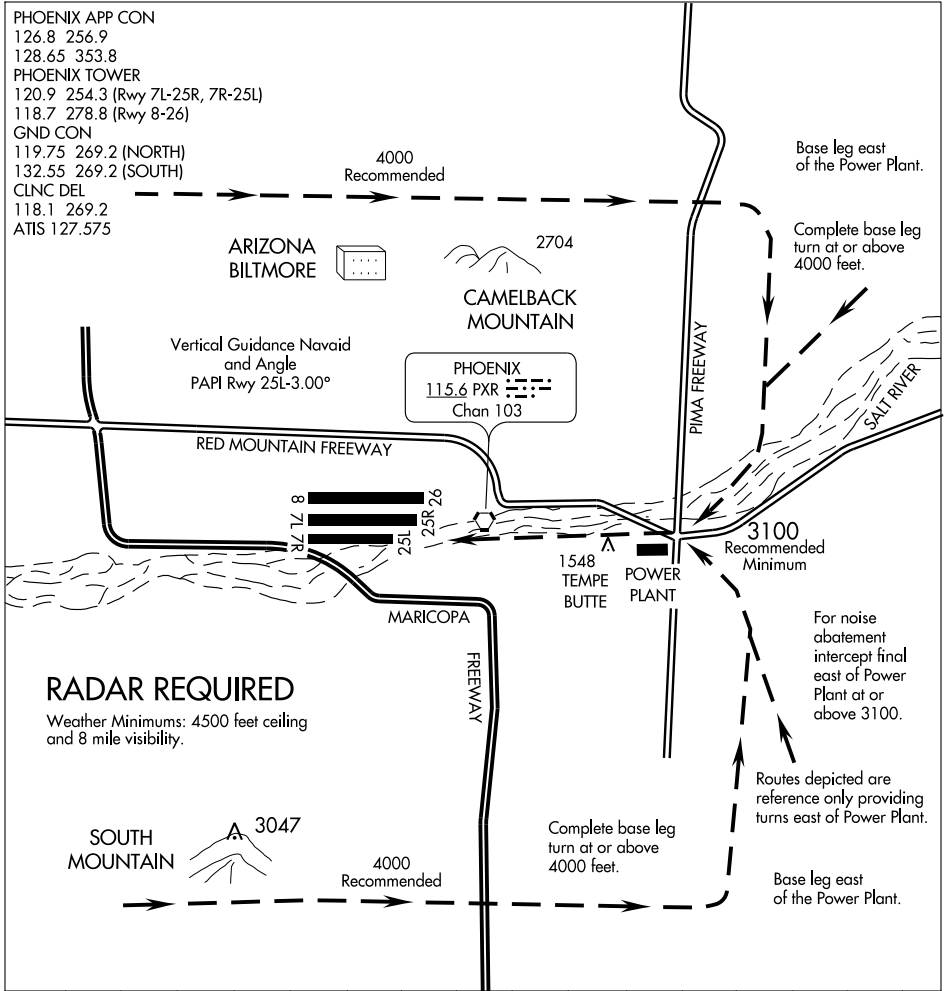 PHOENIX APP CON
126.8 256.9
128.65 353.8
PHOENIX TOWER
120.9 254.3 (Rwy 7L-25R, 7R-25L)
118.7 278.8 (Rwy 8-26)
GND CON
119.75 269.2 (NORTH)
132.55 269.2 (SOUTH)
CLNC DEL
118.1 269.2
ATIS 127.575
4000
Recommended
Base leg east
of the Power Plant.
Complete base leg
turn at or above
4000 feet.
ARIZONA
BILTMORE
2704
CAMELBACK
MOUNTAIN
Vertical Guidance Navaid
and Angle
PAPI Rwy 25L-3.00°
PHOENIX
115.6 PXR
Chan 103
PIMA FREEWAY
SALT RIVER
RED MOUNTAIN FREEWAY
8
26
7L
25R
7R
25L
1548
TEMPE
BUTTE
POWER
PLANT
3100
Recommended
Minimum
MARICOPA
FREEWAY
For noise
abatement
intercept final
east of Power
Plant at or
above 3100.
RADAR REQUIRED
Weather Minimums: 4500 feet ceiling
and 8 mile visibility.
Routes depicted are
reference only providing
turns east of Power Plant.
SOUTH
MOUNTAIN
3047
4000
Recommended
Complete base leg
turn at or above
4000 feet.
Base leg east
of the Power Plant.